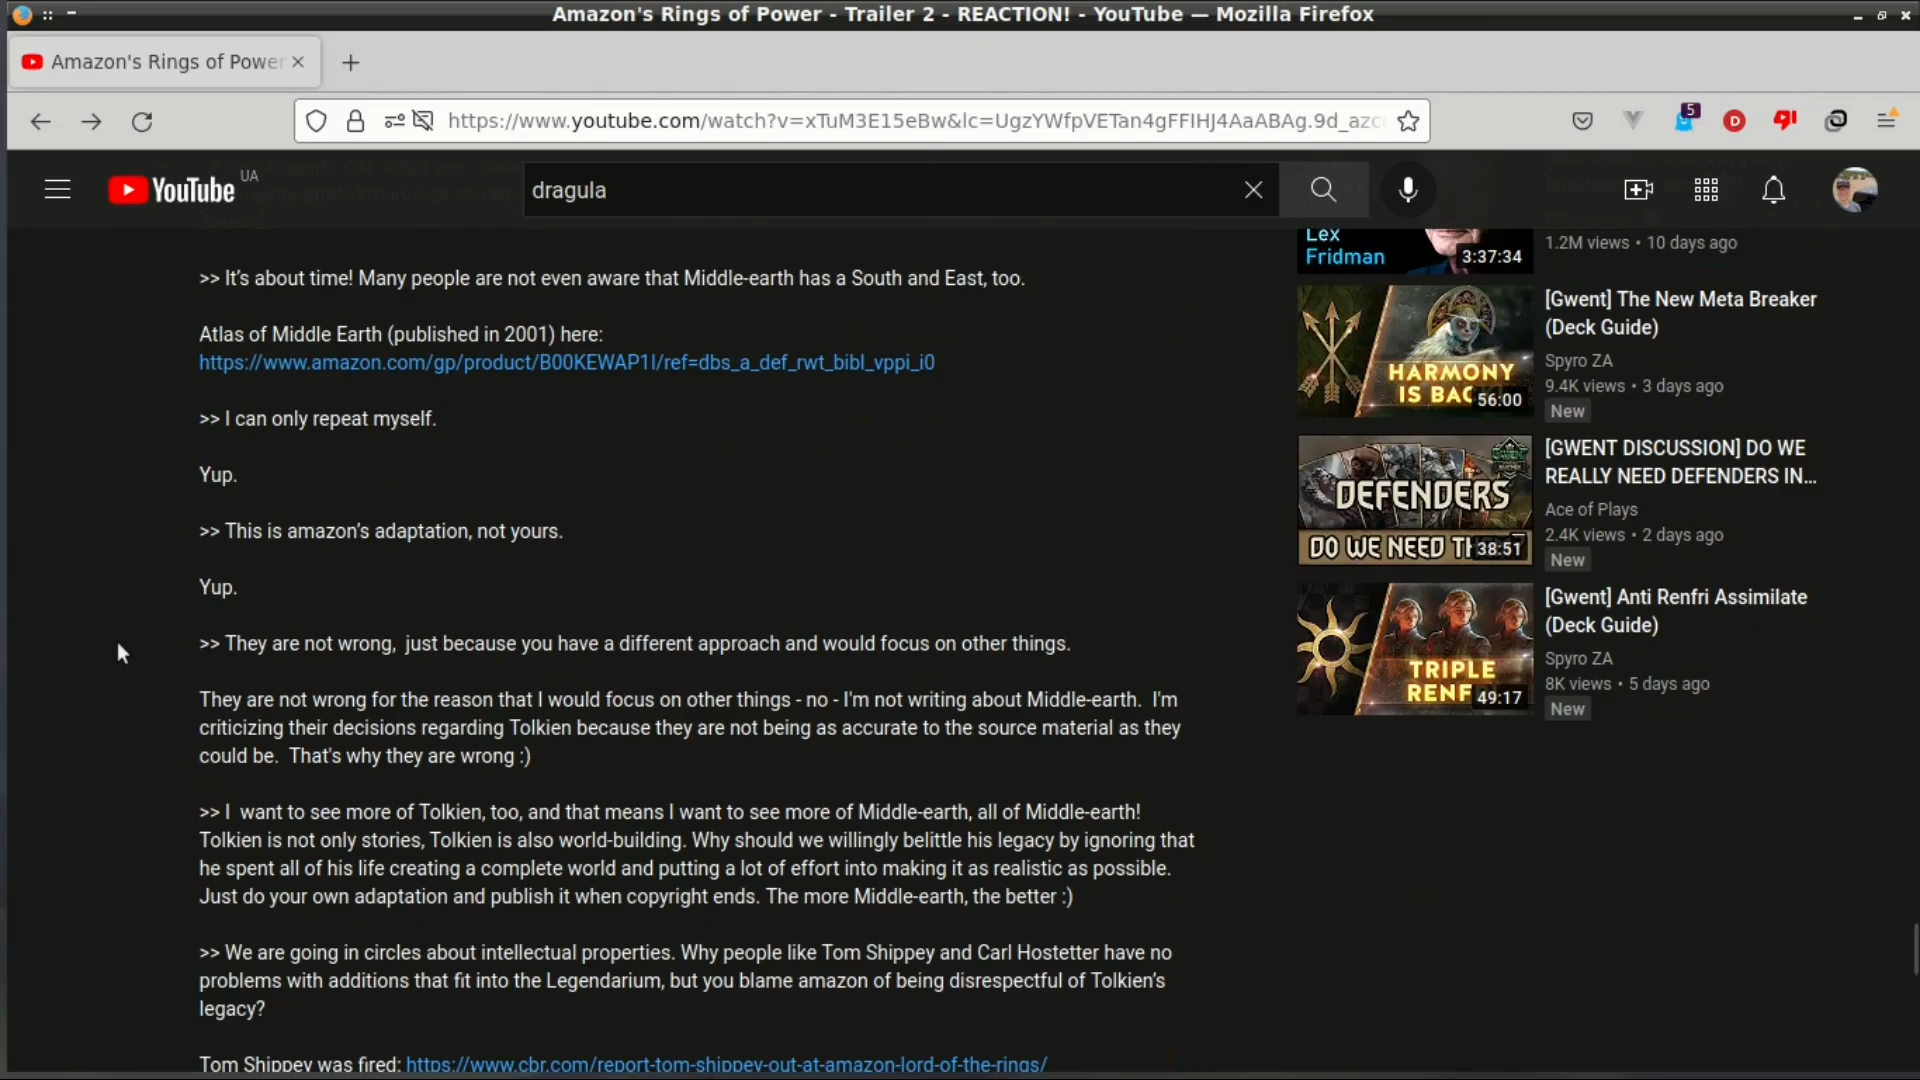 Amazon's Rings of Power - Trailer 2 - REACTION! - YouTube — Mozilla Firefox
Amazon's Rings of Power
https://www.youtube.com/watch?v=xTuM3E15eBw&lc=UgzYWfpVETan4gFFIHJ4AaABAg.9d_azc
5
YouTube UA
dragula
>> It's about time! Many people are not even aware that Middle-earth has a South and East, too.
Atlas of Middle Earth (published in 2001) here:
https://www.amazon.com/gp/product/B00KEWAP1I/ref=dbs_a_def_rwt_bibl_vppi_i0
>> I can only repeat myself.
Yup.
>> This is amazon's adaptation, not yours.
Yup.
>> They are not wrong,  just because you have a different approach and would focus on other things.
They are not wrong for the reason that I would focus on other things - no - I'm not writing about Middle-earth.  I'm
criticizing their decisions regarding Tolkien because they are not being as accurate to the source material as they
could be.  That's why they are wrong :)
>> I  want to see more of Tolkien, too, and that means I want to see more of Middle-earth, all of Middle-earth!
Tolkien is not only stories, Tolkien is also world-building. Why should we willingly belittle his legacy by ignoring that
he spent all of his life creating a complete world and putting a lot of effort into making it as realistic as possible.
Just do your own adaptation and publish it when copyright ends. The more Middle-earth, the better :)
>> We are going in circles about intellectual properties. Why people like Tom Shippey and Carl Hostetter have no
problems with additions that fit into the Legendarium, but you blame amazon of being disrespectful of Tolkien's
legacy?
Tom Shippey was fired: https://www.cbr.com/report-tom-shippey-out-at-amazon-lord-of-the-rings/
Lex
Fridman
3:37:34
1.2M views • 10 days ago
HARMONY
IS BAC
56:00
[Gwent] The New Meta Breaker
(Deck Guide)
Spyro ZA
9.4K views • 3 days ago
New
DEFENDERS
DO WE NEED TH
38:51
[GWENT DISCUSSION] DO WE
REALLY NEED DEFENDERS IN...
Ace of Plays
2.4K views • 2 days ago
New
TRIPLE
RENF
49:17
[Gwent] Anti Renfri Assimilate
(Deck Guide)
Spyro ZA
8K views • 5 days ago
New